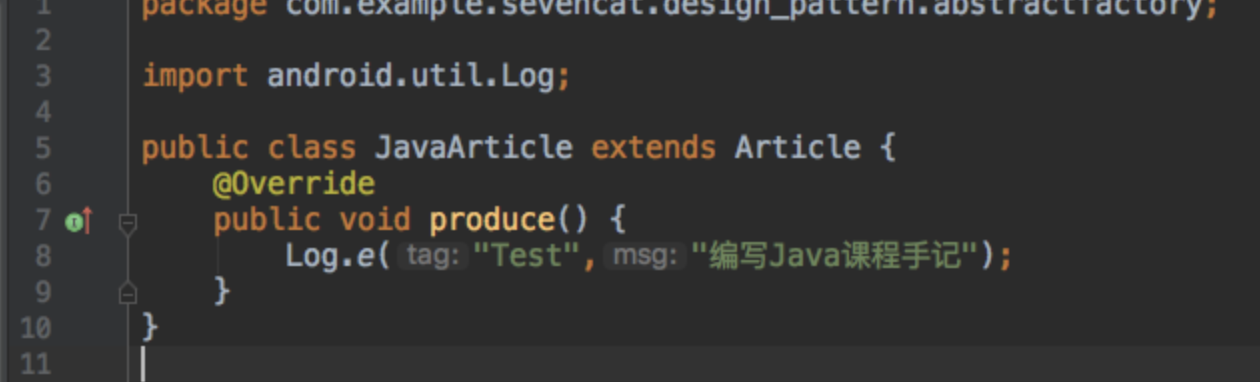 1 package com.example.sevencat.design_pattern.abstractfactory;
2
3 import android.util.Log;
4
5 public class JavaArticle extends Article {
6 @Override
7 public void produce() {
8 Log.e( tag: "Test", msg: "编写Java课程手记");
9 }
10 }
11